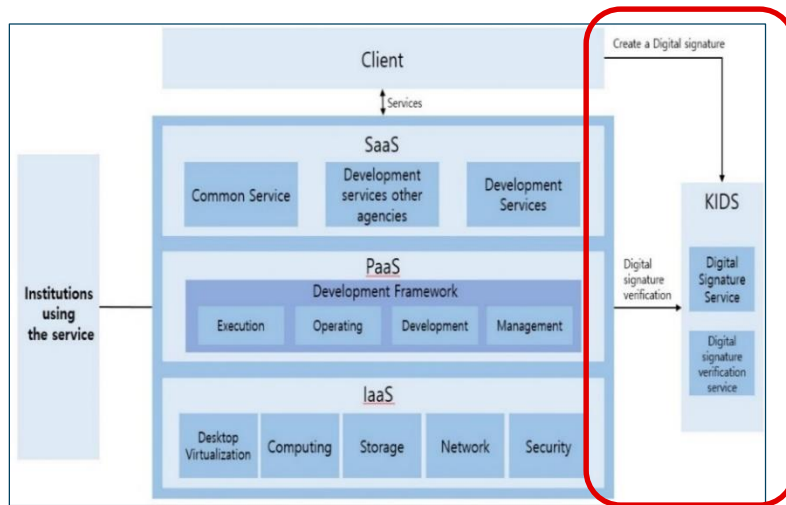 Client
Create a Digital signature
Services
SaaS
Common Service
Development
services other
agencies
Development
Services
KIDS
Digital
Signature
Service
Digital
signature
verification
service
Digital
signature
verification
PaaS
Development Framework
Execution
Operating
Development
Management
Institutions
using
the service
IaaS
Desktop
Virtualization
Computing
Storage
Network
Security